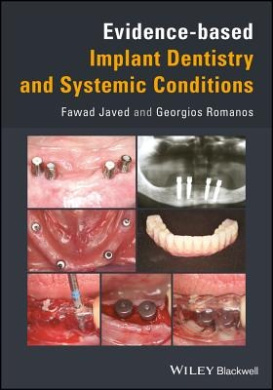 Evidence-based
Implant Dentistry
and Systemic Conditions
Fawad Javed and Georgios Romanos
WILEY Blackwell